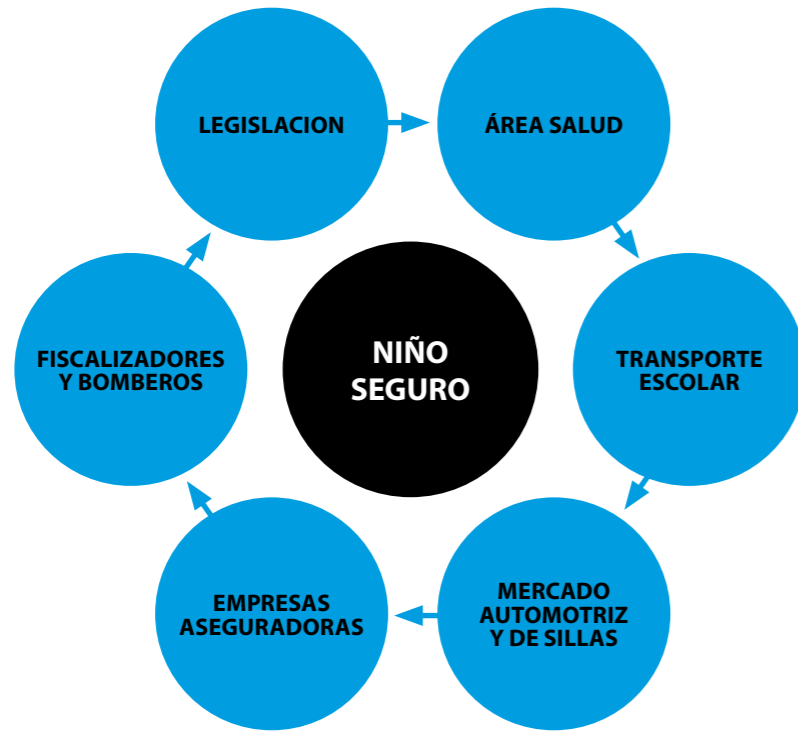 LEGISLACION
ÁREA SALUD
FISCALIZADORES
Y BOMBEROS
NIÑO
SEGURO
TRANSPORTE
ESCOLAR
EMPRESAS
ASEGURADORAS
MERCADO
AUTOMOTRIZ
Y DE SILLAS